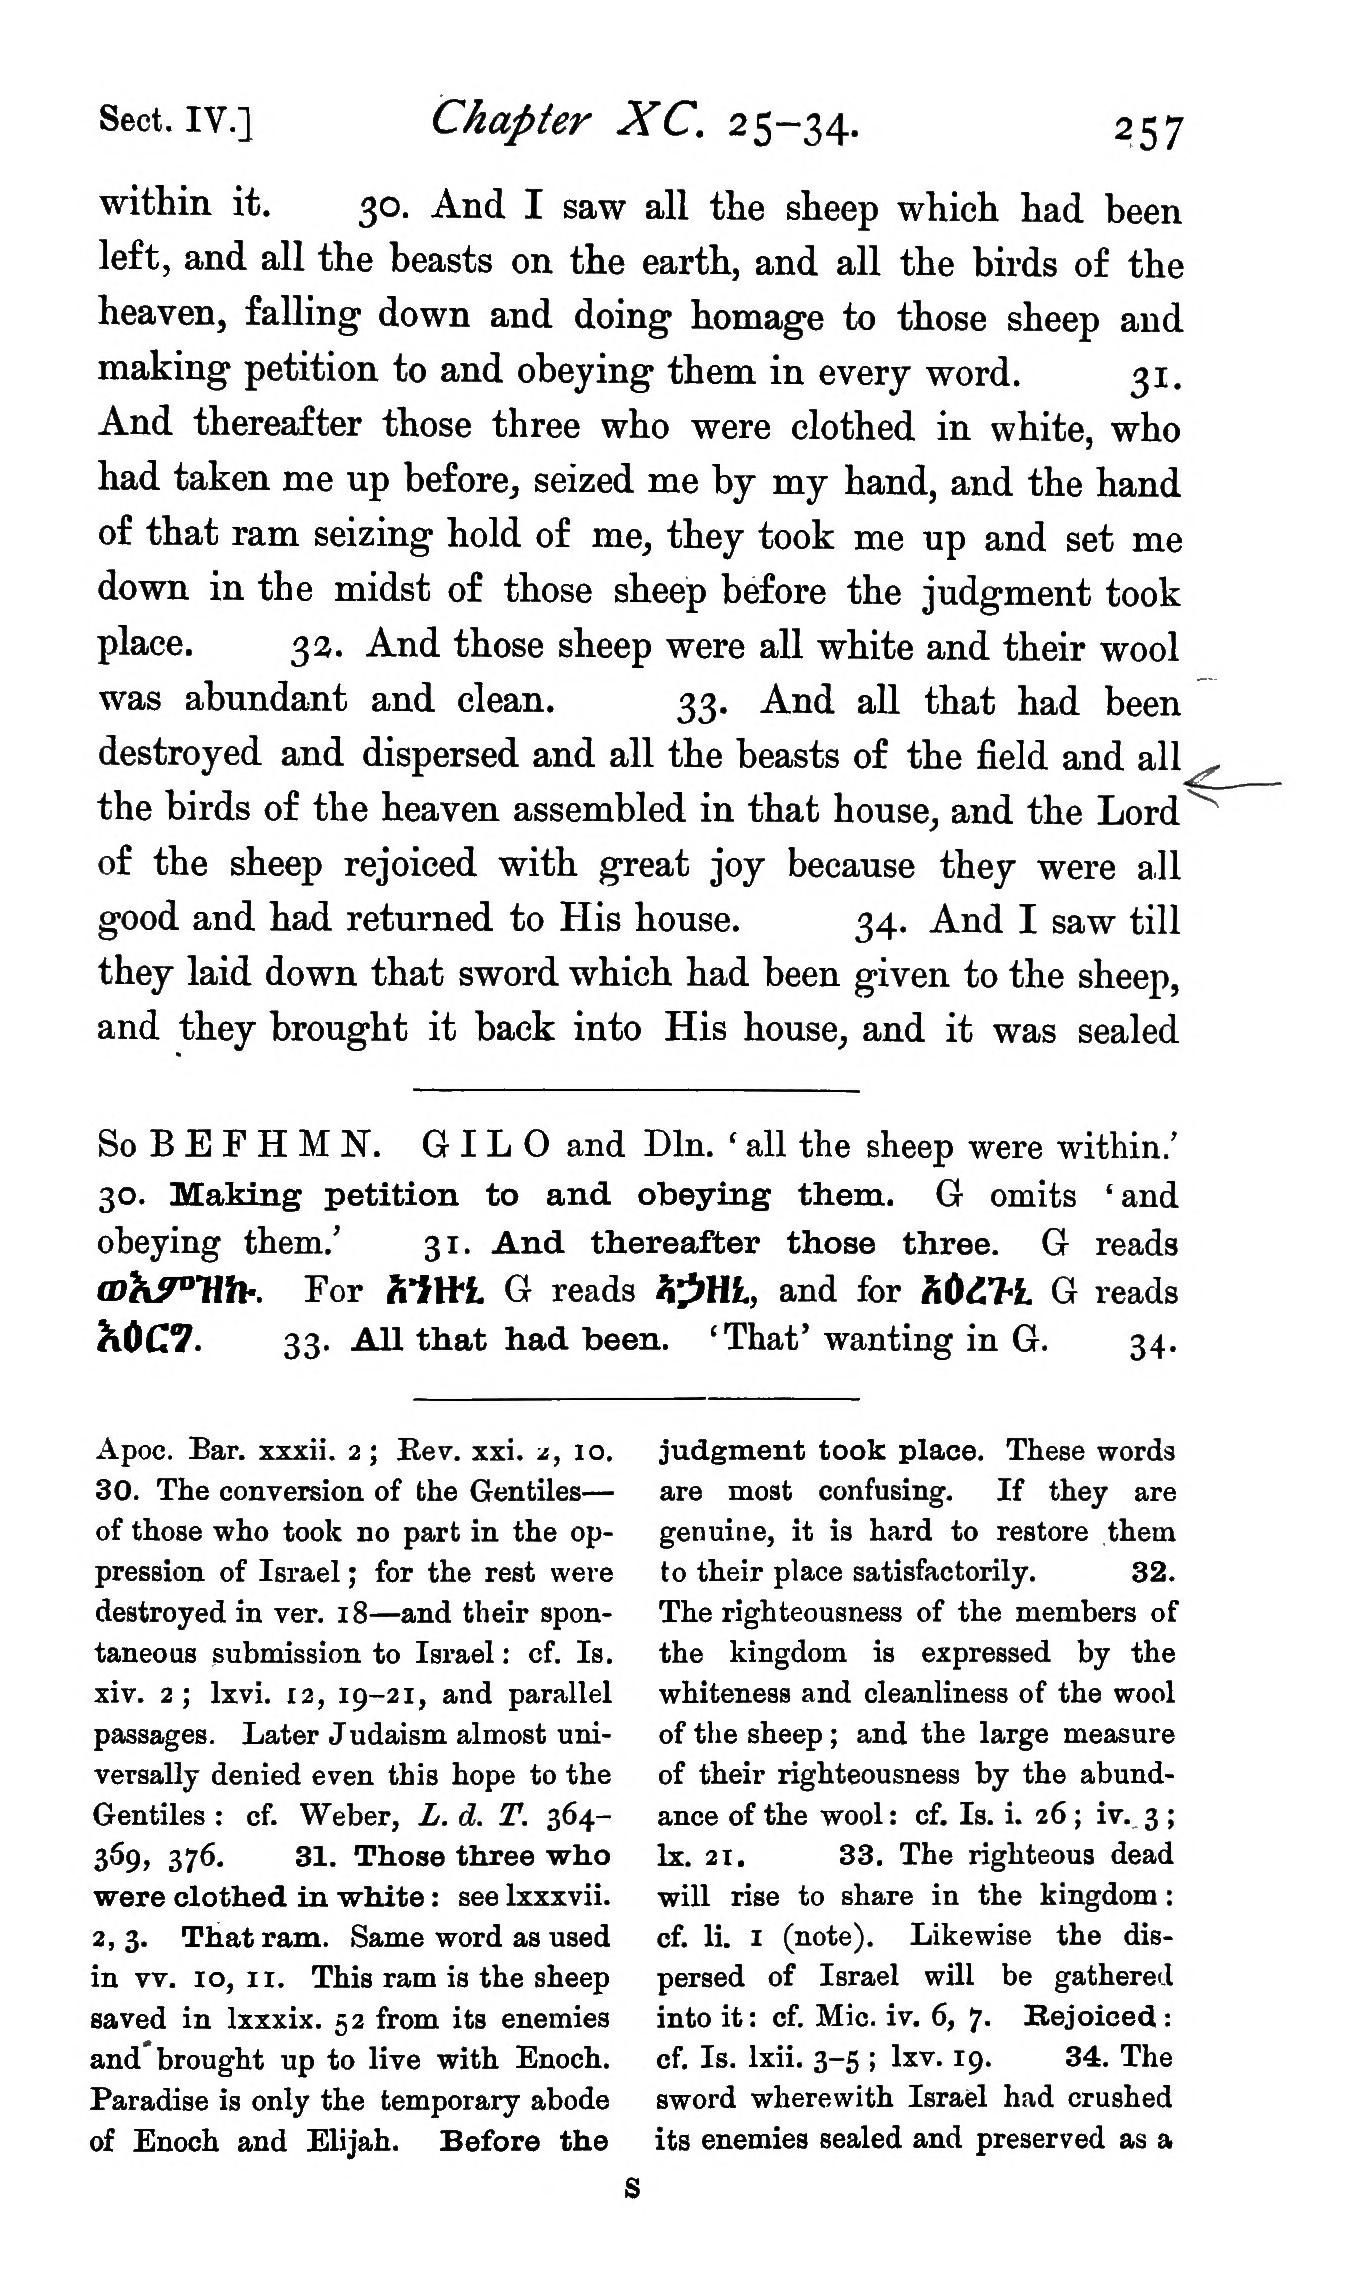 Sect. IV.] Chapter XC. 25–34. 257
within it. 30. And I saw all the sheep which had been
left, and all the beasts on the earth, and all the birds of the
heaven, falling down and doing homage to those sheep and
making petition to and obeying them in every word. 31.
And thereafter those three who were clothed in white, who
had taken me up before, seized me by my hand, and the hand
of that ram seizing hold of me, they took me up and set me
down in the midst of those sheep before the judgment took
place. 32. And those sheep were all white and their wool
was abundant and clean. 33. And all that had been
destroyed and dispersed and all the beasts of the field and all
the birds of the heaven assembled in that house, and the Lord
of the sheep rejoiced with great joy because they were all
good and had returned to His house. 34. And I saw till
they laid down that sword which had been given to the sheep,
and they brought it back into His house, and it was sealed
So B E F H M N. G I L O and Dln. ‘all the sheep were within.’
30. Making petition to and obeying them. G omits ‘and
obeying them.’ 31. And thereafter those three. G reads
ወእምዝኩ. For አኀዙኒ G reads ኣኃዘኒ, and for አዕረጉኒ G reads
አዕርግ. 33. All that had been. ‘That’ wanting in G. 34.
Apoc. Bar. xxxii. 2; Rev. xxi. 2, 10.
30. The conversion of the Gentiles—
of those who took no part in the op-
pression of Israel; for the rest were
destroyed in ver. 18—and their spon-
taneous submission to Israel: cf. Is.
xiv. 2; lxvi. 12, 19–21, and parallel
passages. Later Judaism almost uni-
versally denied even this hope to the
Gentiles: cf. Weber, L. d. T. 364–
369, 376. 31. Those three who
were clothed in white: see lxxxvii.
2, 3. That ram. Same word as used
in vv. 10, 11. This ram is the sheep
saved in lxxxix. 52 from its enemies
and brought up to live with Enoch.
Paradise is only the temporary abode
of Enoch and Elijah. Before the
judgment took place. These words
are most confusing. If they are
genuine, it is hard to restore them
to their place satisfactorily. 32.
The righteousness of the members of
the kingdom is expressed by the
whiteness and cleanliness of the wool
of the sheep; and the large measure
of their righteousness by the abund-
ance of the wool: cf. Is. i. 26; iv. 3;
lx. 21. 33. The righteous dead
will rise to share in the kingdom:
cf. li. 1 (note). Likewise the dis-
persed of Israel will be gathered
into it: cf. Mic. iv. 6, 7. Rejoiced:
cf. Is. lxii. 3–5; lxv. 19. 34. The
sword wherewith Israel had crushed
its enemies sealed and preserved as a
S